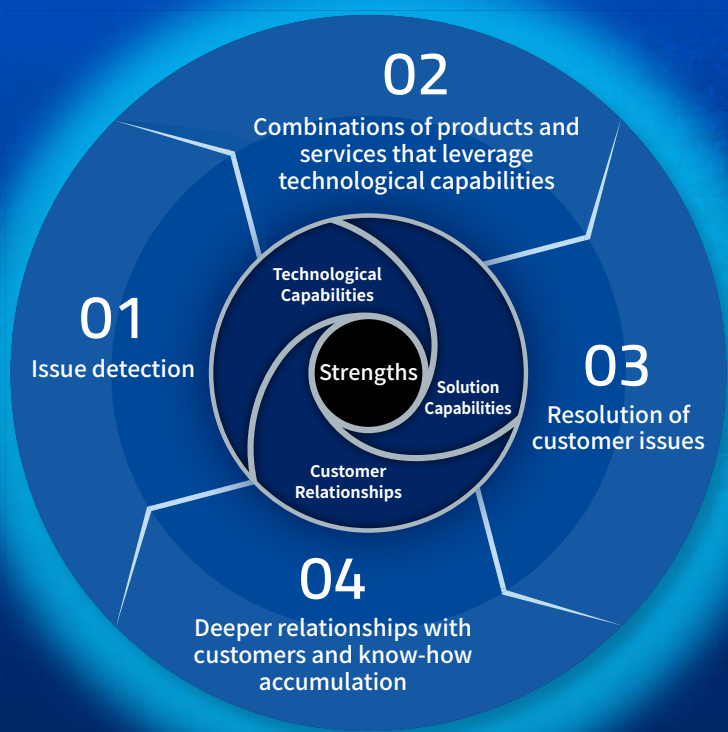 01
Issue detection
02
Combinations of products and
services that leverage
technological capabilities
03
Resolution of
customer issues
04
Deeper relationships with
customers and know-how
accumulation
Technological
Capabilities
Solution
Capabilities
Customer
Relationships
Strengths